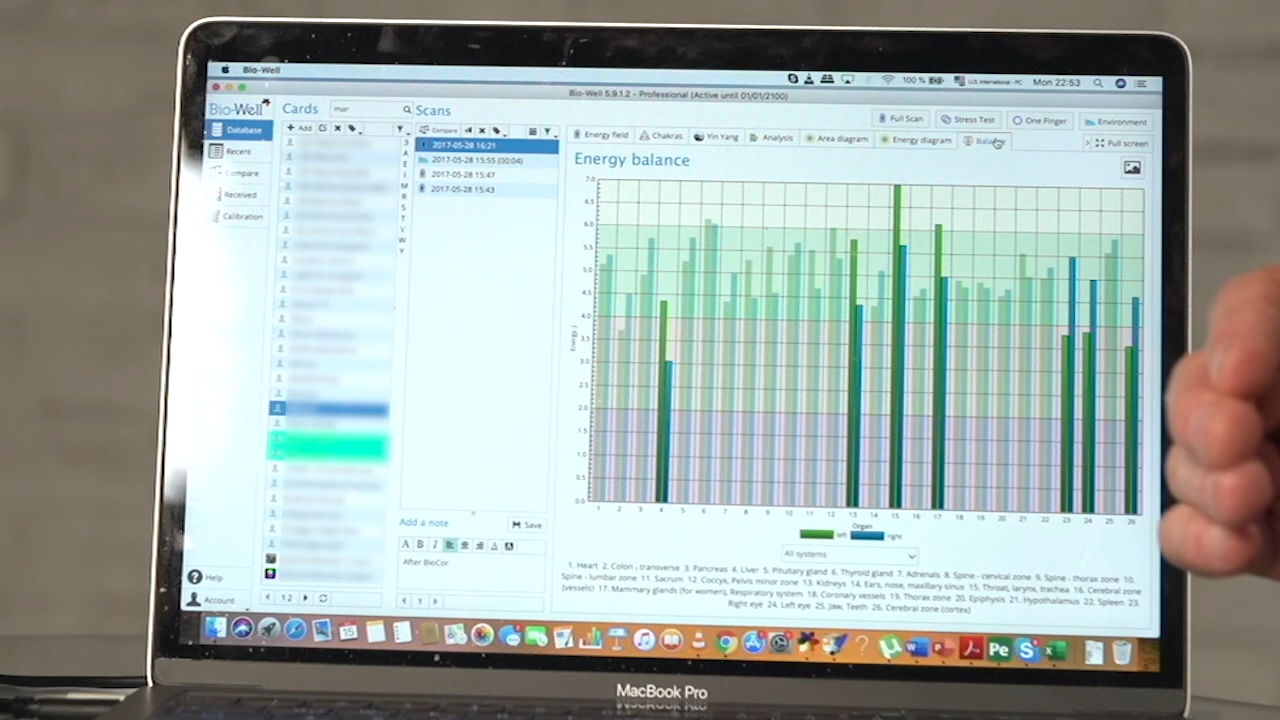 Bio-Well
100 %
U.S. International - PC
Mon 22:53
Bio-Well 5.9.1.2 - Professional (Active until 01/01/2100)
Bio-Well
Cards
mar
Scans
Full Scan
Stress Test
One Finger
Environment
Database
Recent
Compare
Received
Calibration
Add
Compare
Energy field
Chakras
Yin Yang
Analysis
Area diagram
Energy diagram
Balance
Full screen
2017-05-28 16:21
2017-05-28 15:55 (00:04)
2017-05-28 15:47
2017-05-28 15:43
3
A
E
I
M
R
S
T
V
W
Y
Energy balance
7.0
6.5
6.0
5.5
5.0
4.5
4.0
3.5
3.0
2.5
2.0
1.5
1.0
0.5
0.0
Energy, J
1 2 3 4 5 6 7 8 9 10 11 12 13 14 15 16 17 18 19 20 21 22 23 24 25 26
Organ
left
right
All systems
1. Heart 2. Colon, transverse 3. Pancreas 4. Liver 5. Pituitary gland 6. Thyroid gland 7. Adrenals 8. Spine - cervical zone 9. Spine - thorax zone 10.
Spine - lumbar zone 11. Sacrum 12. Coccyx, Pelvis minor zone 13. Kidneys 14. Ears, nose, maxillary sinus 15. Throat, larynx, trachea 16. Cerebral zone
(vessels) 17. Mammary glands (for women), Respiratory system 18. Coronary vessels 19. Thorax zone 20. Epiphysis 21. Hypothalamus 22. Spleen 23.
Right eye 24. Left eye 25. Jaw, Teeth 26. Cerebral zone (cortex)
Add a note
Save
A B I
After BioCor
1 2
1
Help
Account
15
Pe
MacBook Pro